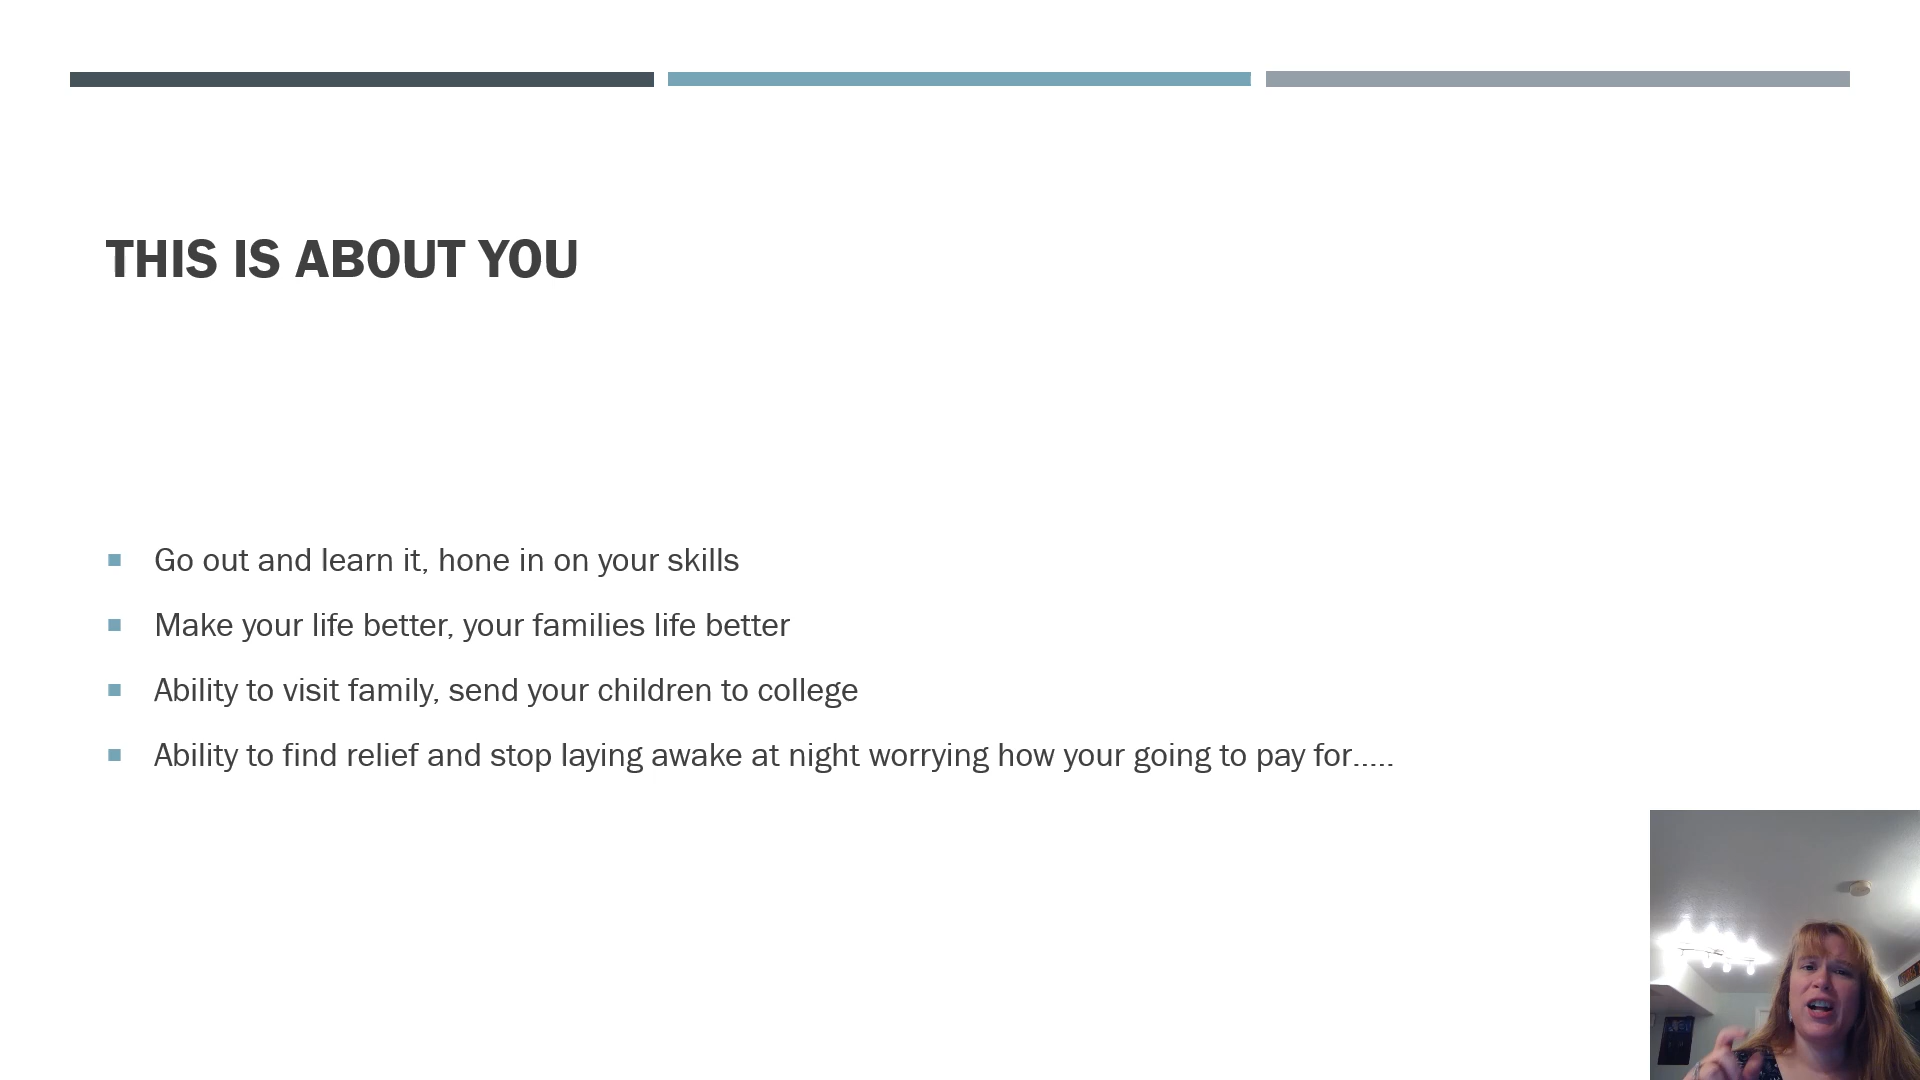 THIS IS ABOUT YOU
Go out and learn it, hone in on your skills
Make your life better, your families life better
Ability to visit family, send your children to college
Ability to find relief and stop laying awake at night worrying how your going to pay for.....